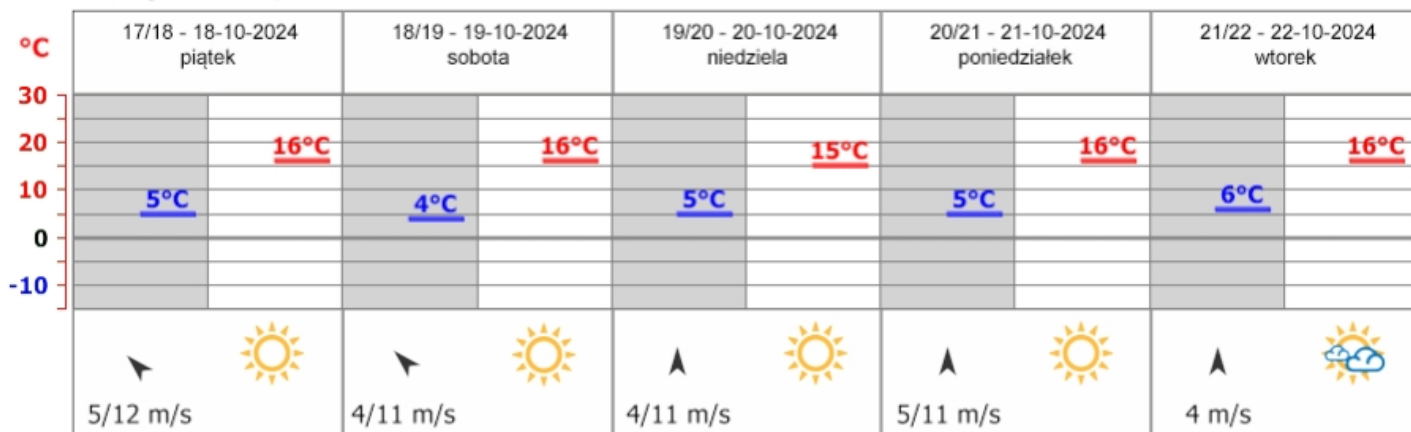 °C
17/18 - 18-10-2024
piątek
18/19 - 19-10-2024
sobota
19/20 - 20-10-2024
niedziela
20/21 - 21-10-2024
poniedziałek
21/22 - 22-10-2024
wtorek
30
20
10
0
-10
16°C
16°C
15°C
16°C
16°C
5°C
4°C
5°C
5°C
6°C
5/12 m/s
4/11 m/s
4/11 m/s
5/11 m/s
4 m/s